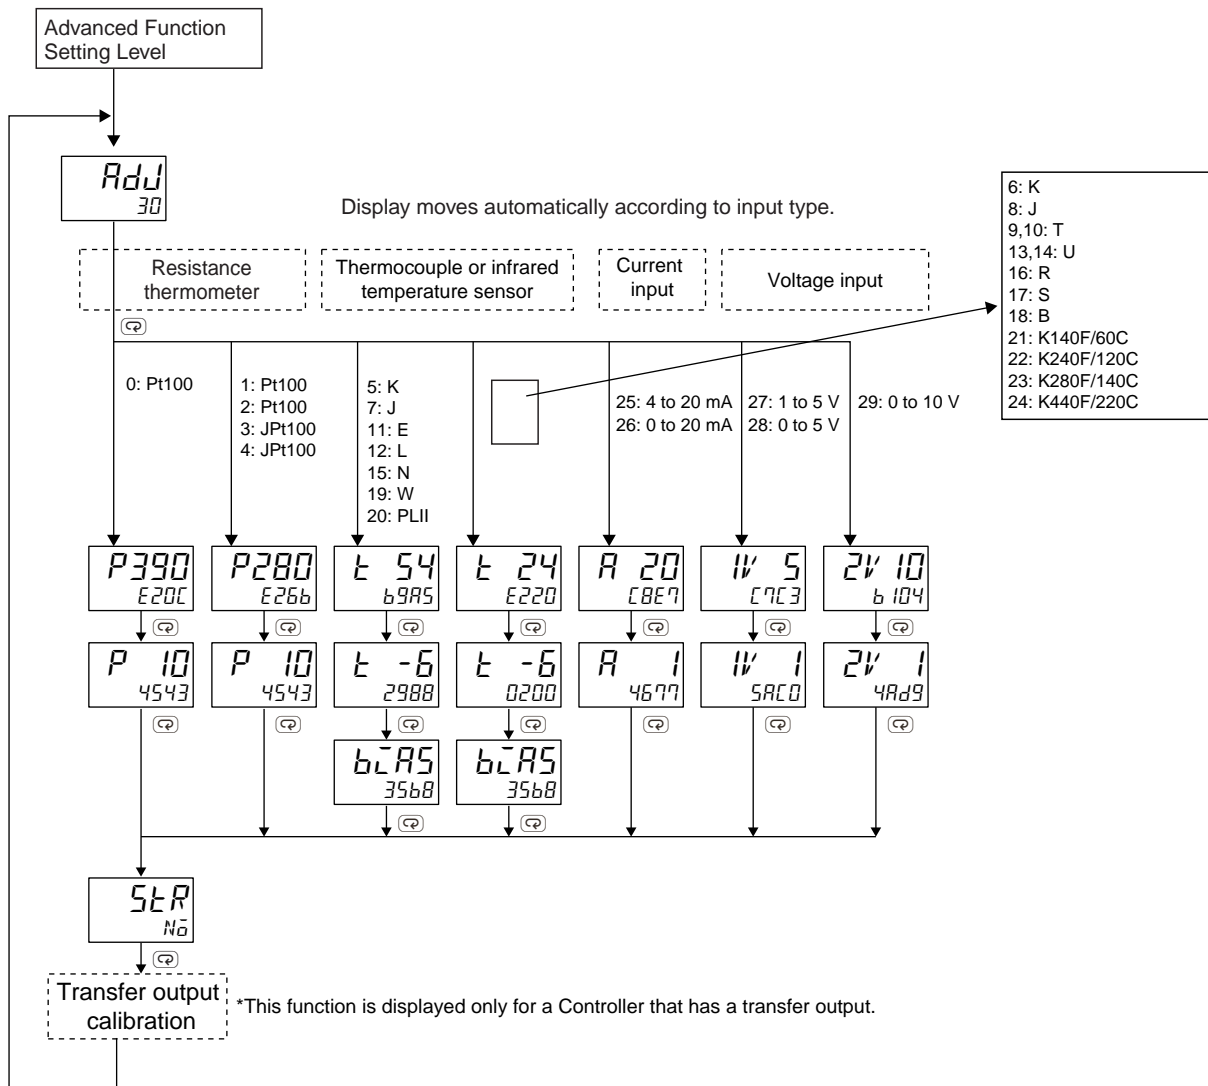 Advanced Function
Setting Level
AdJ
30
Display moves automatically according to input type.
6: K
8: J
9,10: T
13,14: U
16: R
17: S
18: B
21: K140F/60C
22: K240F/120C
23: K280F/140C
24: K440F/220C
Resistance
thermometer
Thermocouple or infrared
temperature sensor
Current
input
Voltage input
0: Pt100
1: Pt100
2: Pt100
3: JPt100
4: JPt100
5: K
7: J
11: E
12: L
15: N
19: W
20: PLII
25: 4 to 20 mA
26: 0 to 20 mA
27: 1 to 5 V
28: 0 to 5 V
29: 0 to 10 V
P390
E20C
P280
E26b
t 54
b9A5
t 24
E220
A 20
C8E7
1V 5
C7C3
2V 10
b104
P 10
4543
P 10
4543
t -6
2988
t -6
0200
A 1
4677
1V 1
5AC0
2V 1
4Ad9
biAS
35b8
biAS
35b8
StR
No
Transfer output
calibration
*This function is displayed only for a Controller that has a transfer output.